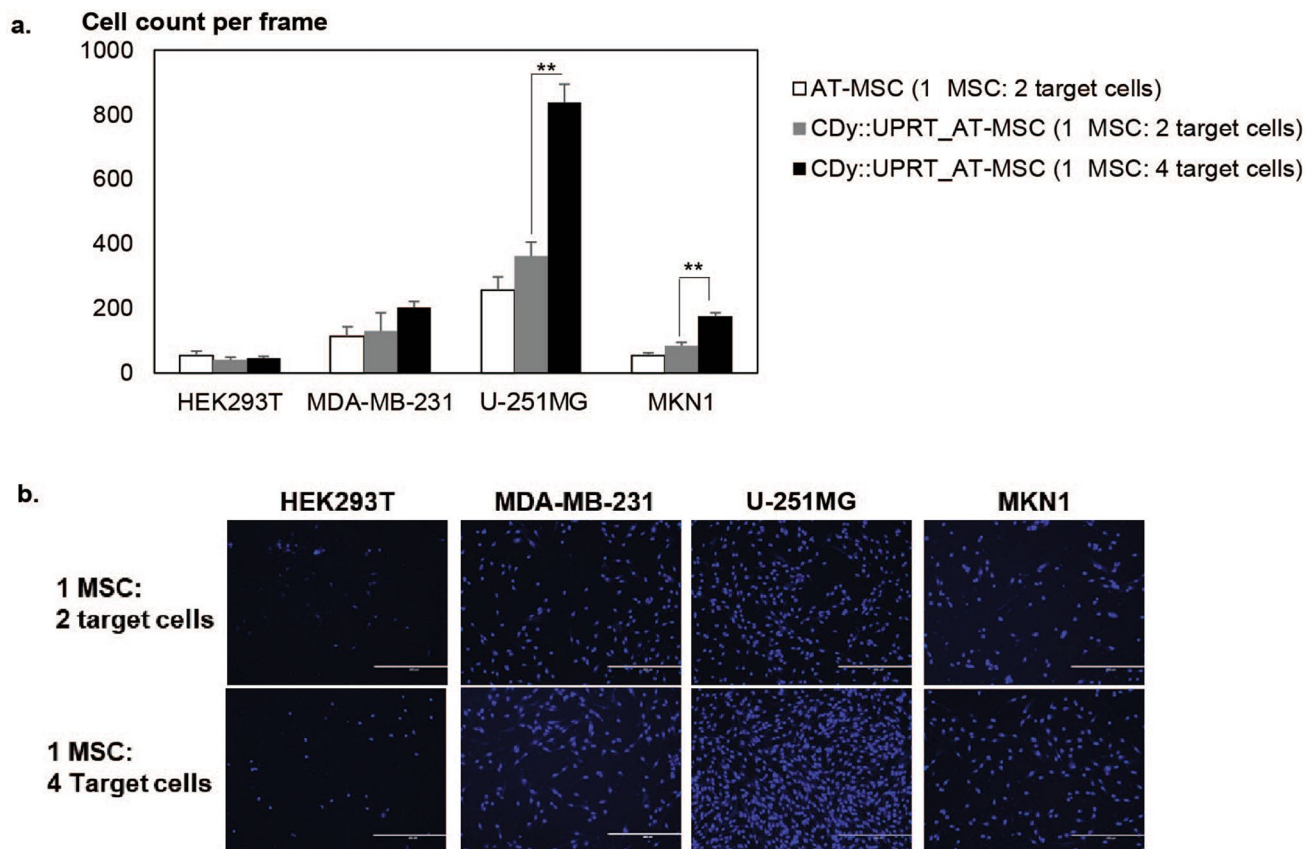 a.
Cell count per frame
1000
800
600
400
200
0
**
**
HEK293T
MDA-MB-231
U-251MG
MKN1
AT-MSC (1 MSC: 2 target cells)
CDy::UPRT_AT-MSC (1 MSC: 2 target cells)
CDy::UPRT_AT-MSC (1 MSC: 4 target cells)
b.
HEK293T
MDA-MB-231
U-251MG
MKN1
1 MSC:
2 target cells
1 MSC:
4 Target cells